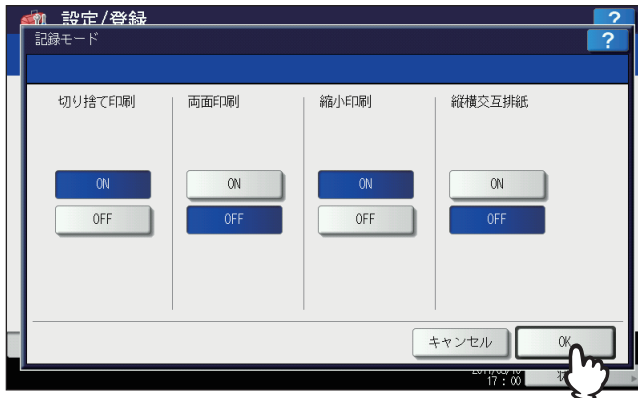 設定/登録
?
記録モード
?
切り捨て印刷
両面印刷
縮小印刷
縦横交互排紙
ON
ON
ON
ON
OFF
OFF
OFF
OFF
キャンセル
OK
17:00